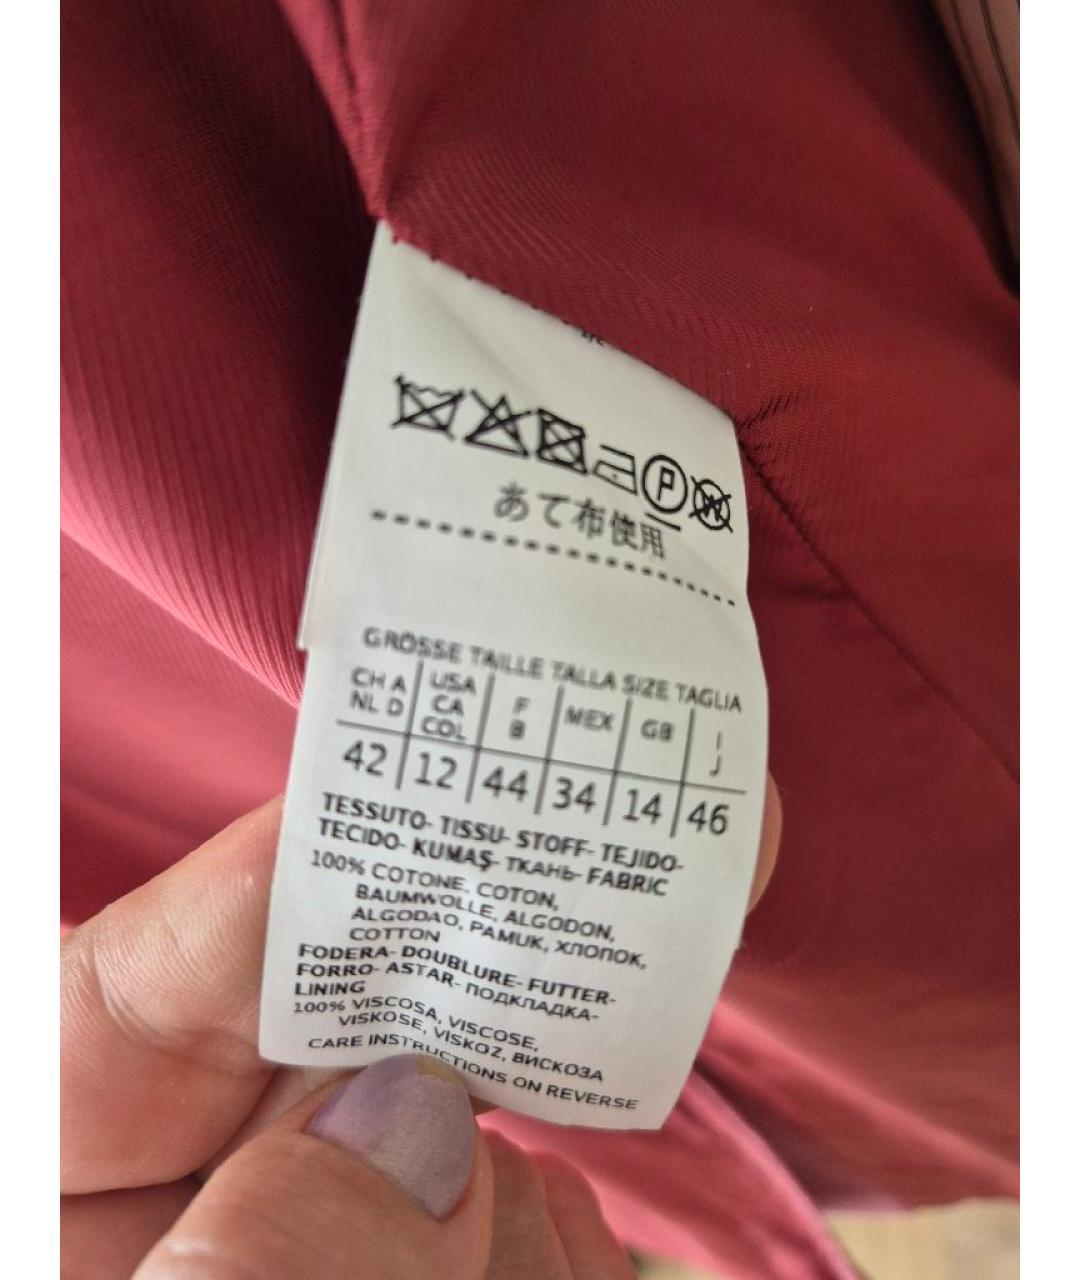 P W
あて布使用
GRÖSSE TAILLE TALLA SIZE TAGLIA
CH A NL D USA CA COL F B MEX GB I J
42 12 44 34 14 46
TESSUTO- TISSU- STOFF- TEJIDO-
TECIDO- KUMAŞ- ТКАНЬ- FABRIC
100% COTONE, COTON,
BAUMWOLLE, ALGODON,
ALGODAO, PAMUK, ХЛОПОК,
COTTON
FODERA- DOUBLURE- FUTTER-
FORRO- ASTAR- ПОДКЛАДКА-
LINING
100% VISCOSA, VISCOSE,
VISKOSE, VISKOZ, ВИСКОЗА
CARE INSTRUCTIONS ON REVERSE